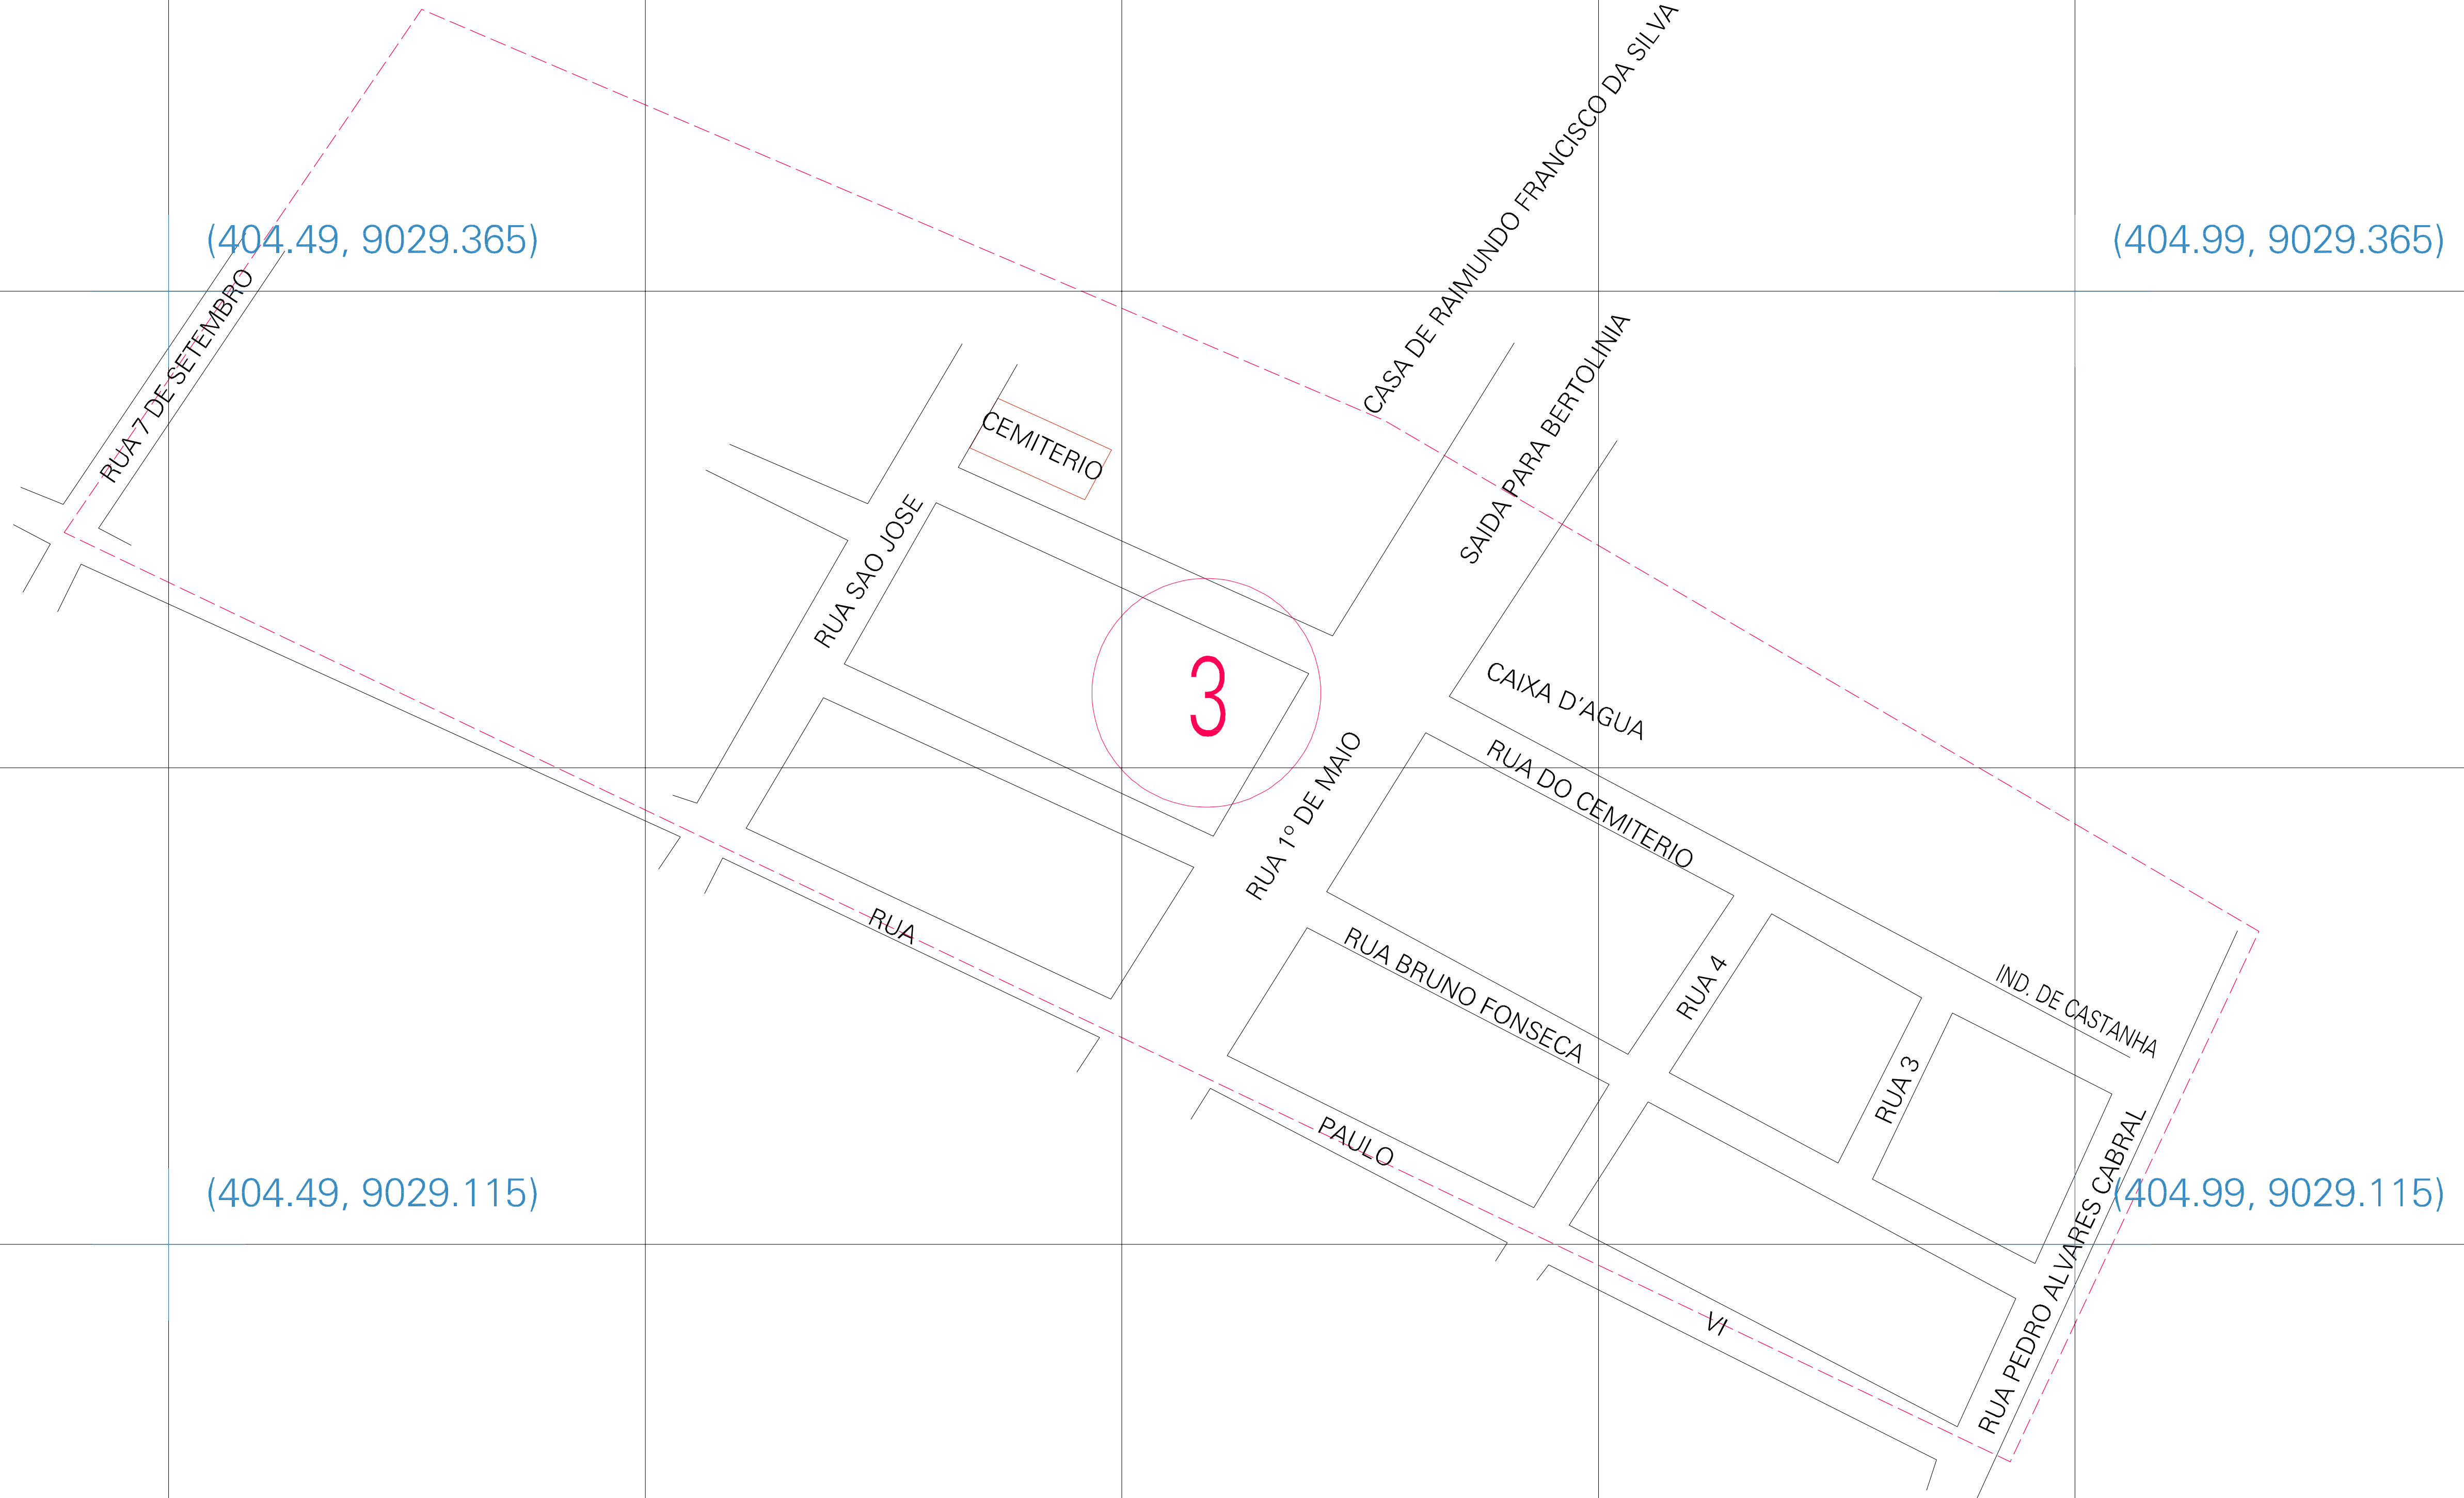 CASA DE RAIMUNDO FRANCISCO DA SILVA
(404.49, 9029.365)
(404.99, 9029.365)
RUA 7 DE SETEMBRO
SAIDA PARA BERTOLINIA
CEMITERIO
RUA SAO JOSE
3
CAIXA D'AGUA
RUA DO CEMITERIO
RUA 1º DE MAIO
RUA
RUA BRUNO FONSECA
RUA 4
IND. DE CASTANHA
RUA 3
PAULO
(404.49, 9029.115)
(404.99, 9029.115)
RUA PEDRO ALVARES CABRAL
VI